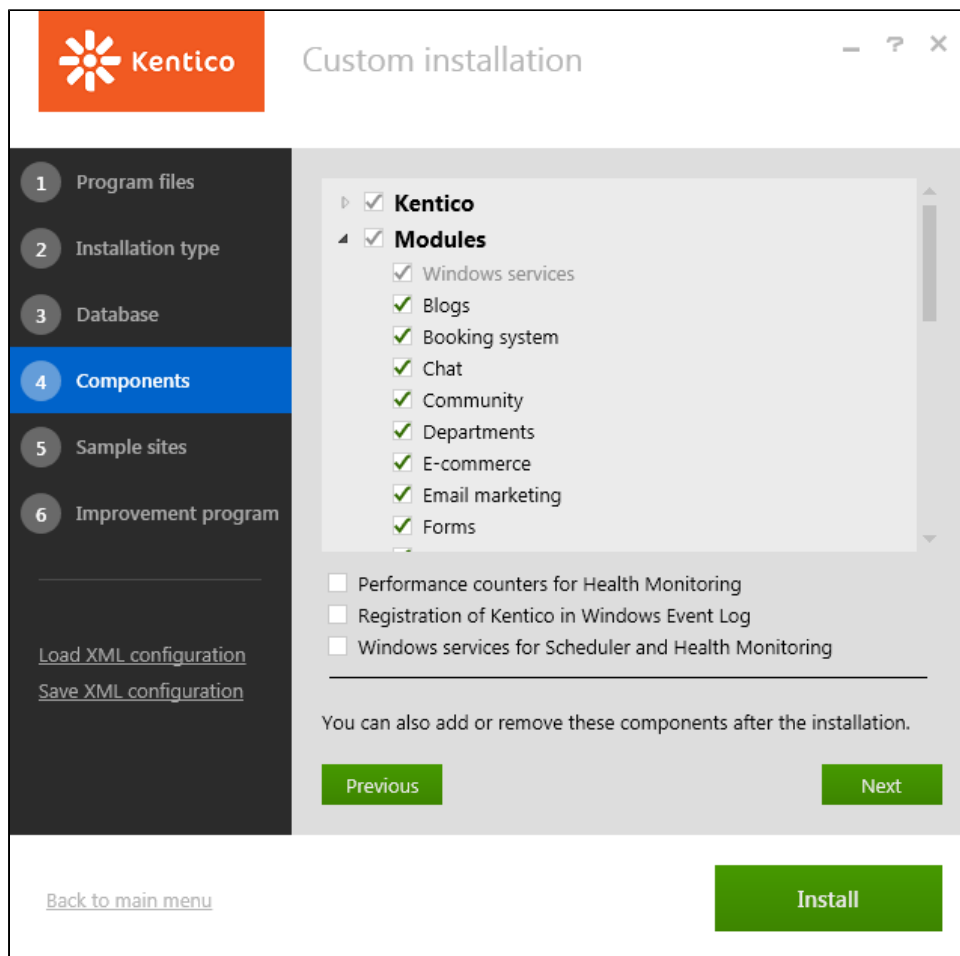 Kentico
Custom installation
1 Program files
2 Installation type
3 Database
4 Components
5 Sample sites
6 Improvement program
Load XML configuration
Save XML configuration
Kentico
Modules
Windows services
Blogs
Booking system
Chat
Community
Departments
E-commerce
Email marketing
Forms
Performance counters for Health Monitoring
Registration of Kentico in Windows Event Log
Windows services for Scheduler and Health Monitoring
You can also add or remove these components after the installation.
Previous
Next
Back to main menu
Install